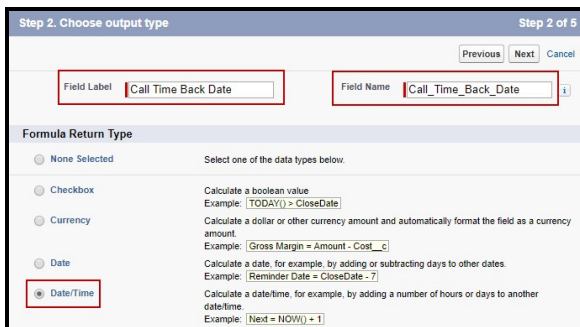 Step 2. Choose output type Step 2 of 5
Previous Next Cancel
Field Label Call Time Back Date Field Name Call_Time_Back_Date i
Formula Return Type
None Selected Select one of the data types below.
Checkbox Calculate a boolean value
Example: TODAY() > CloseDate
Currency Calculate a dollar or other currency amount and automatically format the field as a currency
amount.
Example: Gross Margin = Amount - Cost__c
Date Calculate a date, for example, by adding or subtracting days to other dates.
Example: Reminder Date = CloseDate - 7
Date/Time Calculate a date/time, for example, by adding a number of hours or days to another
date/time.
Example: Next = NOW() + 1